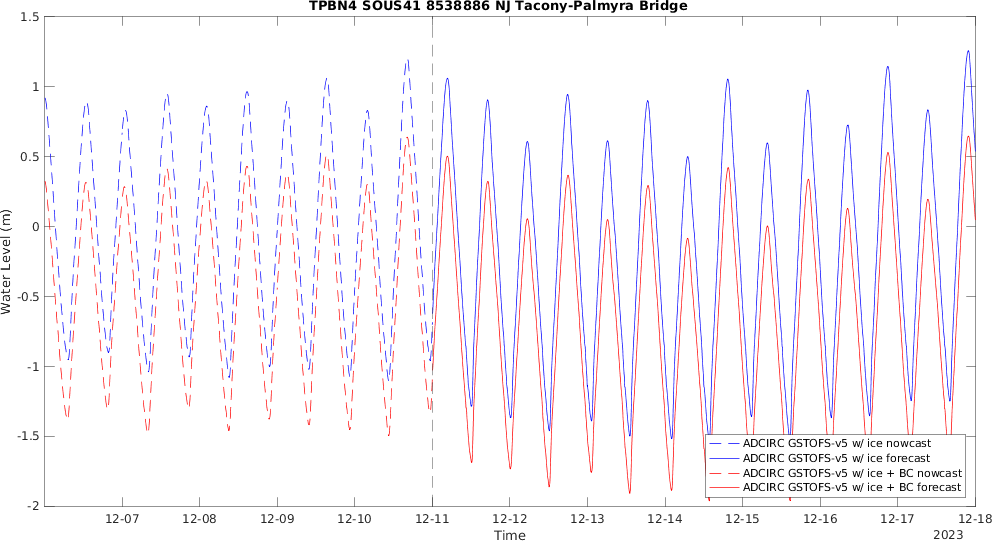 TPBN4 SOUS41 8538886 NJ Tacony-Palmyra Bridge
1.5
1
0.5
0
-0.5
-1
-1.5
-2
Water Level (m)
ADCIRC GSTOFS-v5 w/ ice nowcast
ADCIRC GSTOFS-v5 w/ ice forecast
ADCIRC GSTOFS-v5 w/ ice + BC nowcast
ADCIRC GSTOFS-v5 w/ ice + BC forecast
12-07 12-08 12-09 12-10 12-11 12-12 12-13 12-14 12-15 12-16 12-17 12-18
Time
2023